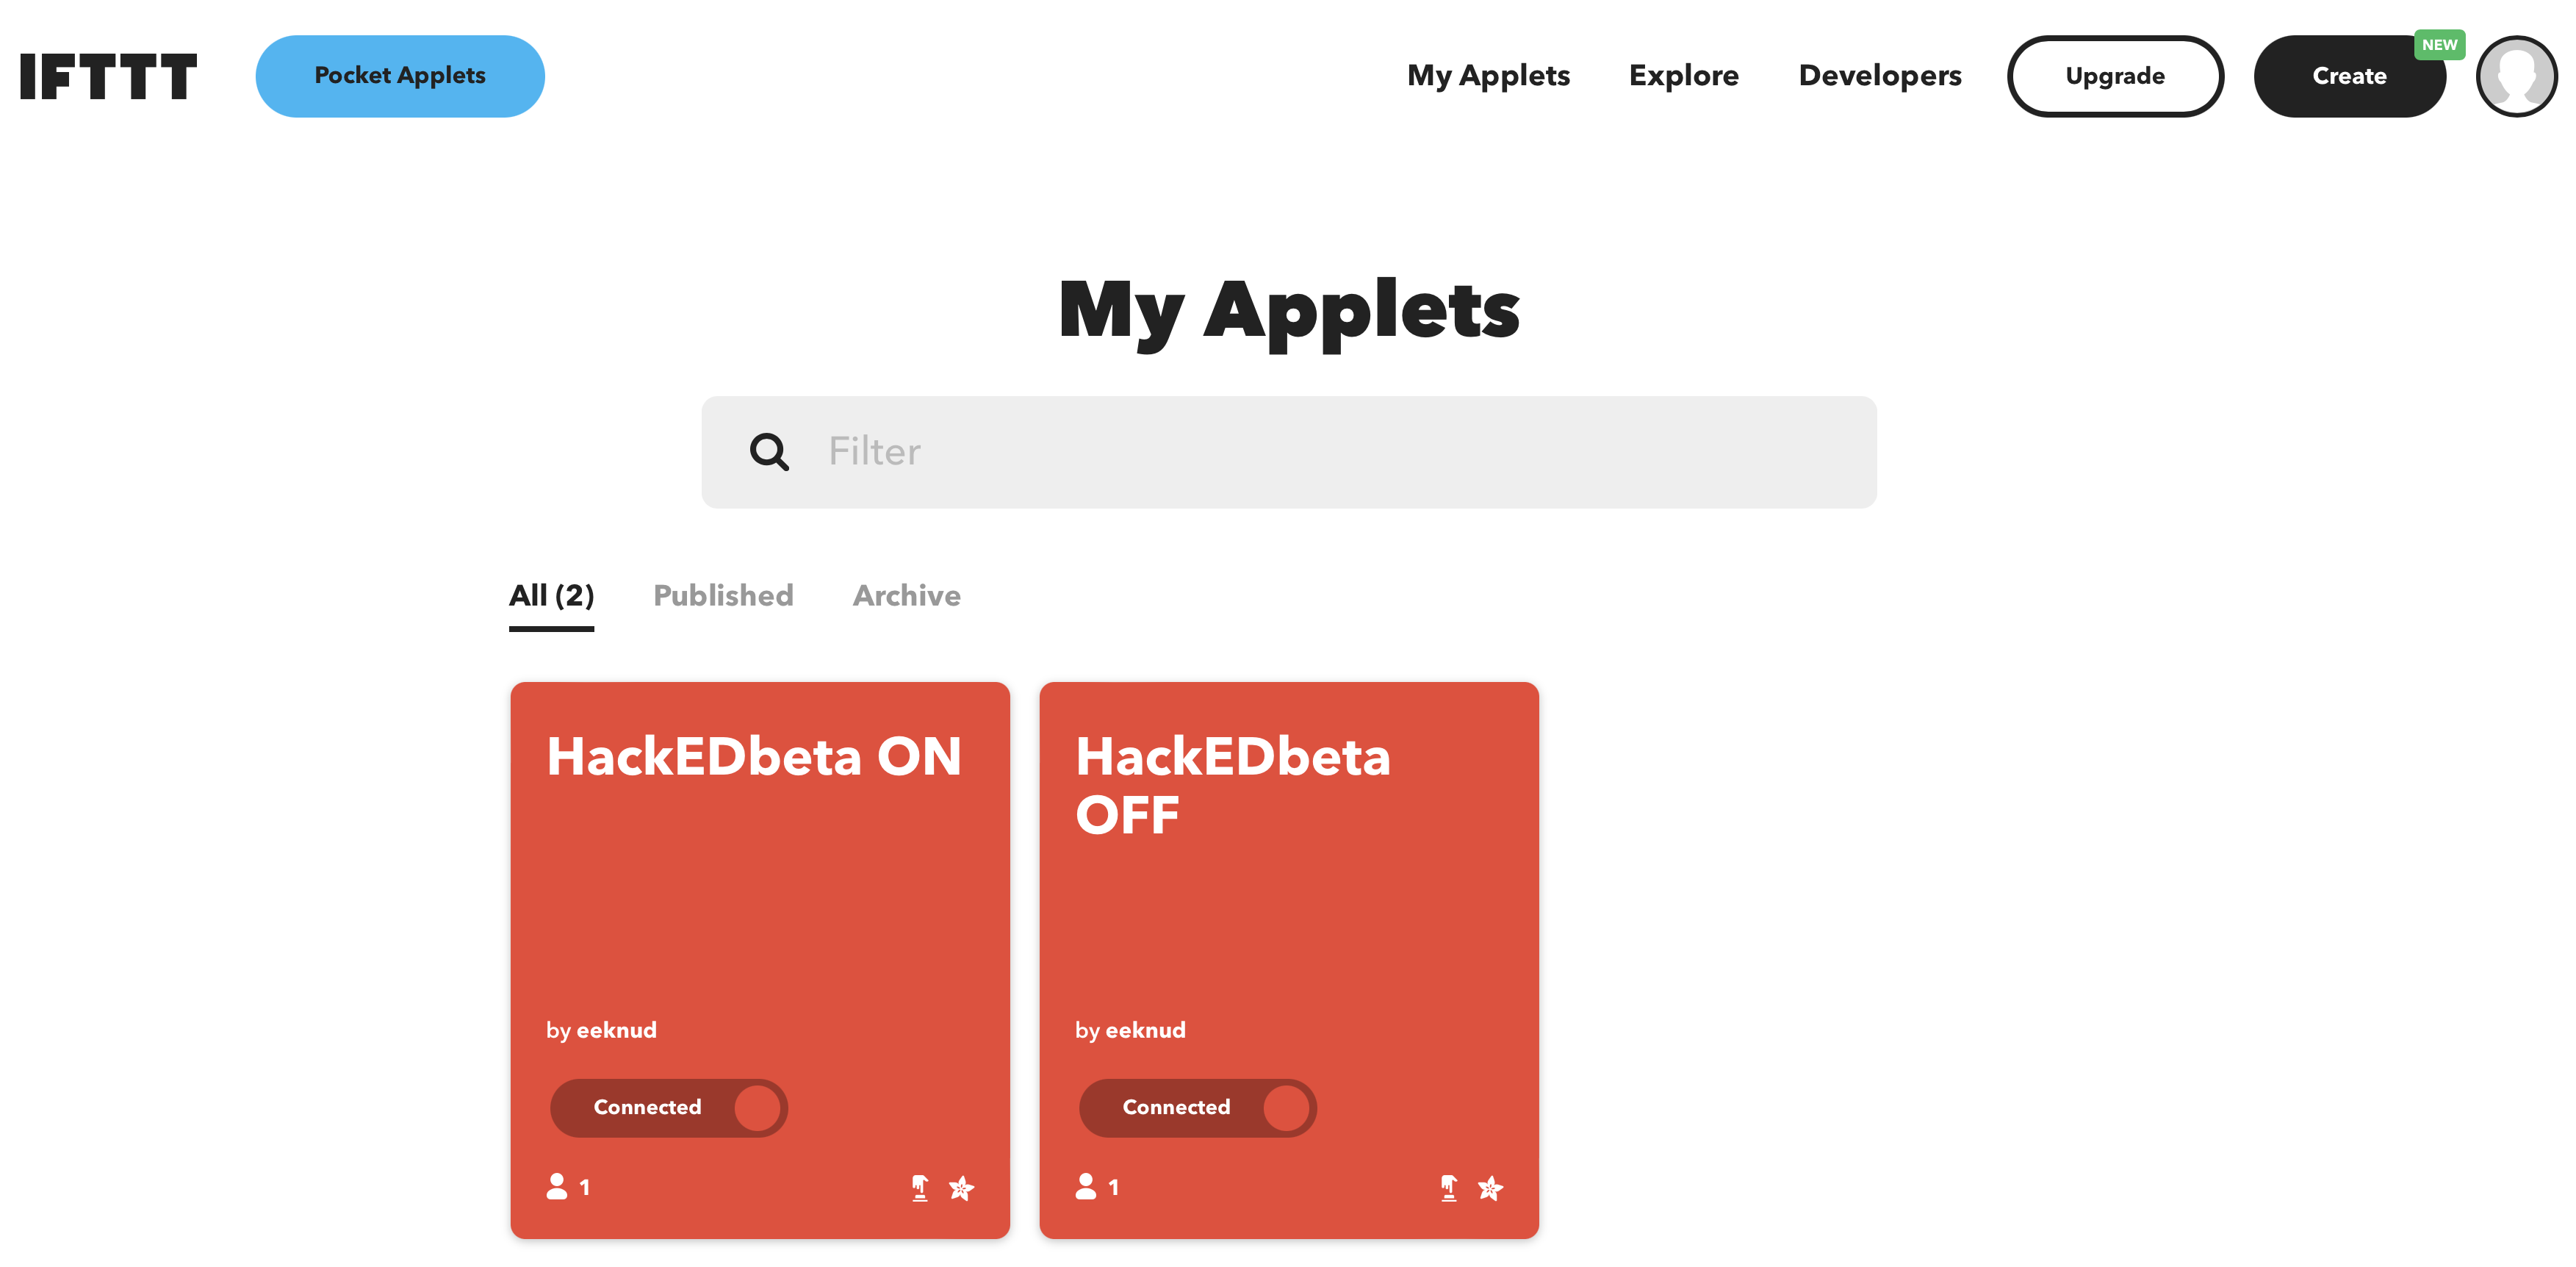 IFTTT
Pocket Applets
My Applets
Explore
Developers
Upgrade
Create
NEW
My Applets
Filter
All (2)
Published
Archive
HackEDbeta ON
by eeknud
Connected
1
HackEDbeta
OFF
by eeknud
Connected
1